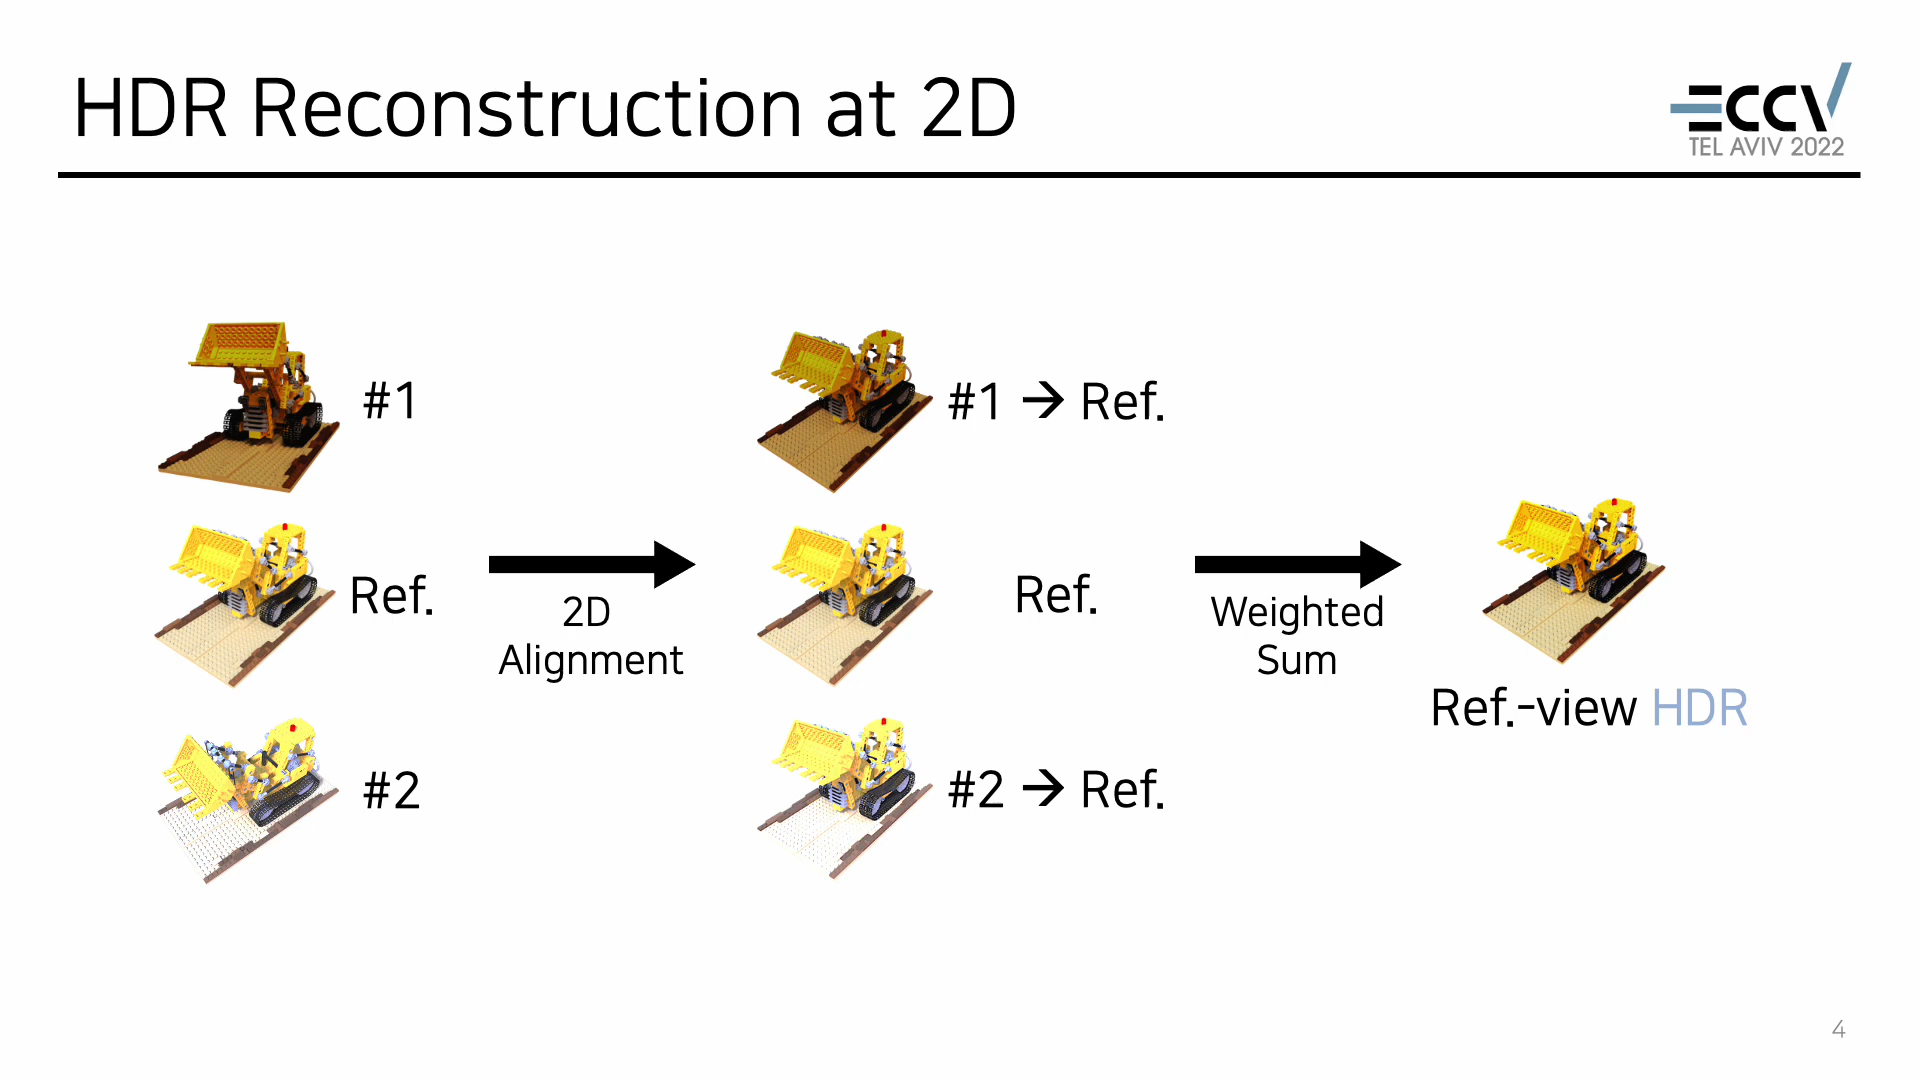 HDR Reconstruction at 2D
ECCV
TEL AVIV 2022
#1
#1 → Ref.
Ref.
2D
Alignment
Ref.
Weighted
Sum
Ref.-view HDR
#2
#2 → Ref.
4